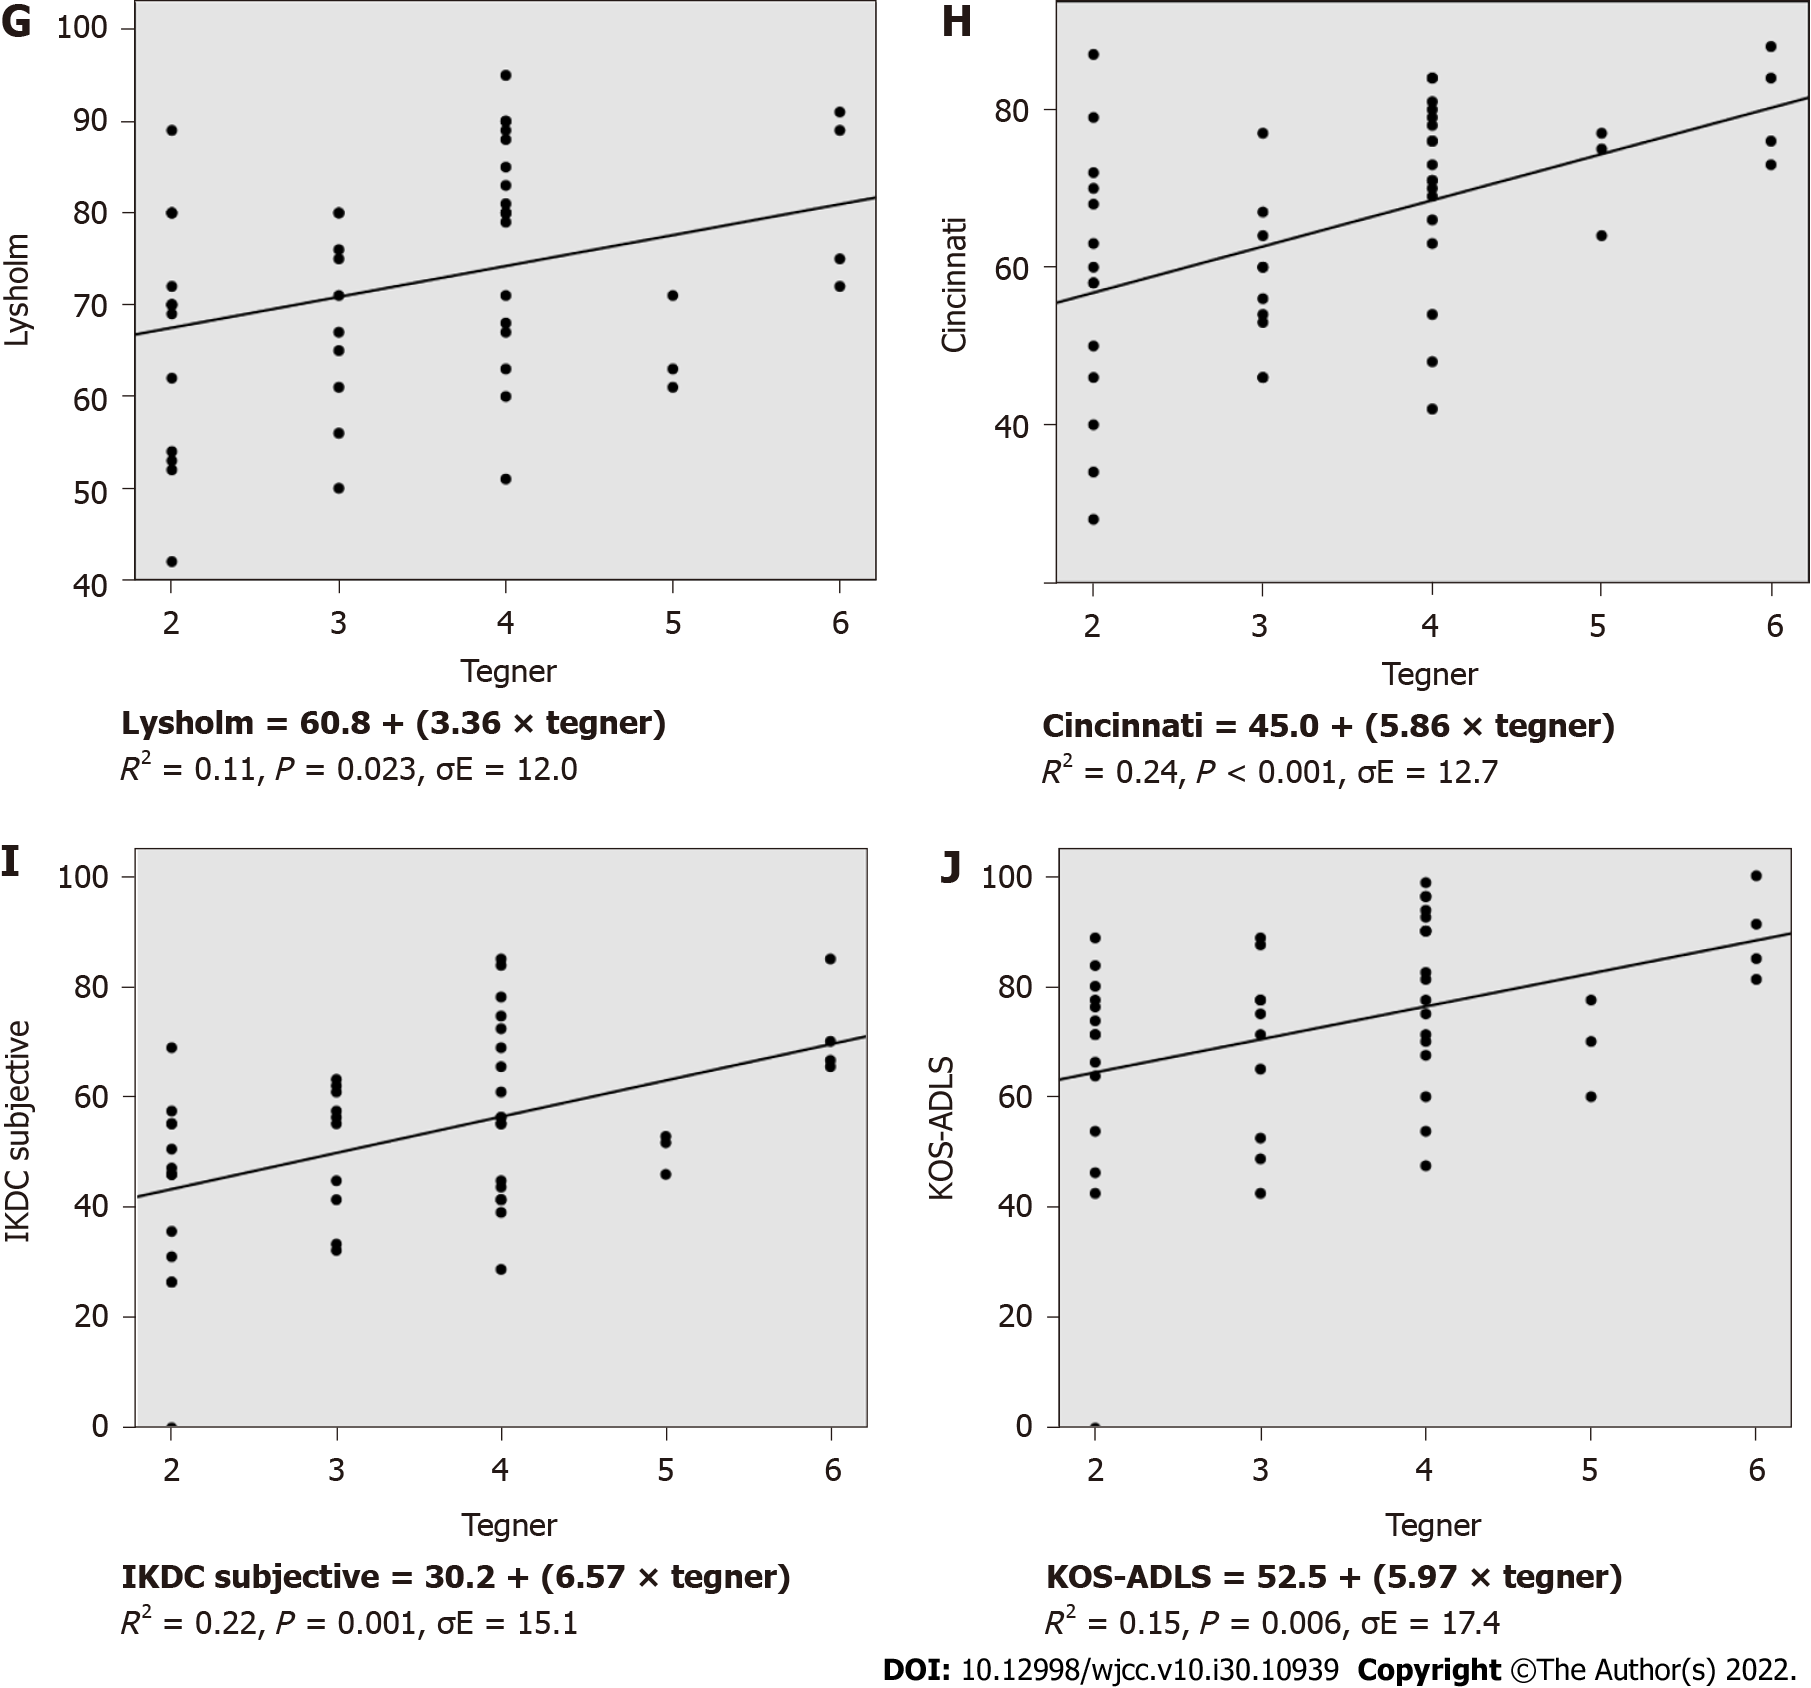 G
100
90
80
70
60
50
40
Lysholm
2 3 4 5 6
Tegner
Lysholm = 60.8 + (3.36 × tegner)
R² = 0.11, P = 0.023, σE = 12.0
H
80
60
40
Cincinnati
2 3 4 5 6
Tegner
Cincinnati = 45.0 + (5.86 × tegner)
R² = 0.24, P < 0.001, σE = 12.7
I
100
80
60
40
20
0
IKDC subjective
2 3 4 5 6
Tegner
IKDC subjective = 30.2 + (6.57 × tegner)
R² = 0.22, P = 0.001, σE = 15.1
J
100
80
60
40
20
0
KOS-ADLS
2 3 4 5 6
Tegner
KOS-ADLS = 52.5 + (5.97 × tegner)
R² = 0.15, P = 0.006, σE = 17.4
DOI: 10.12998/wjcc.v10.i30.10939 Copyright ©The Author(s) 2022.